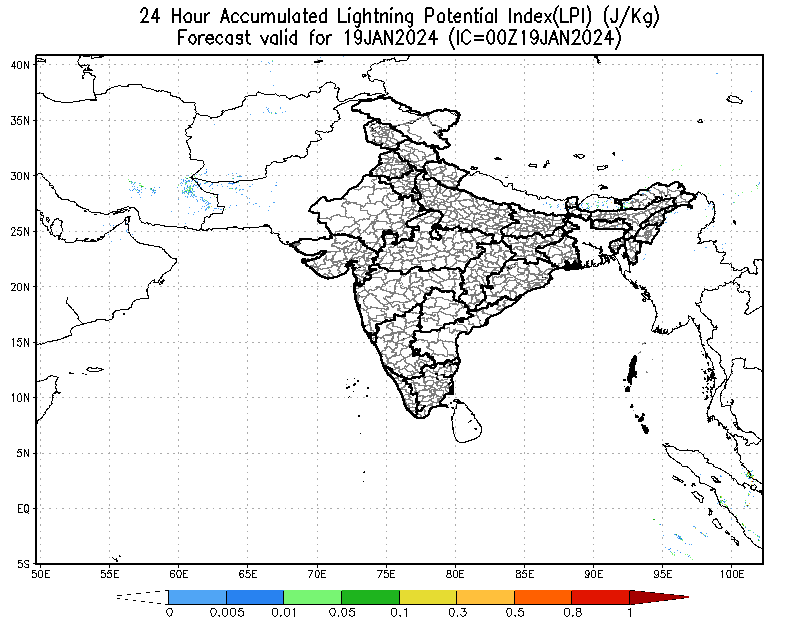 24 Hour Accumulated Lightning Potential Index(LPI) (J/Kg)
Forecast valid for 19JAN2024 (IC=00Z19JAN2024)
40N
35N
30N
25N
20N
15N
10N
5N
EQ
5S
50E 55E 60E 65E 70E 75E 80E 85E 90E 95E 100E
0 0.005 0.01 0.05 0.1 0.3 0.5 0.8 1